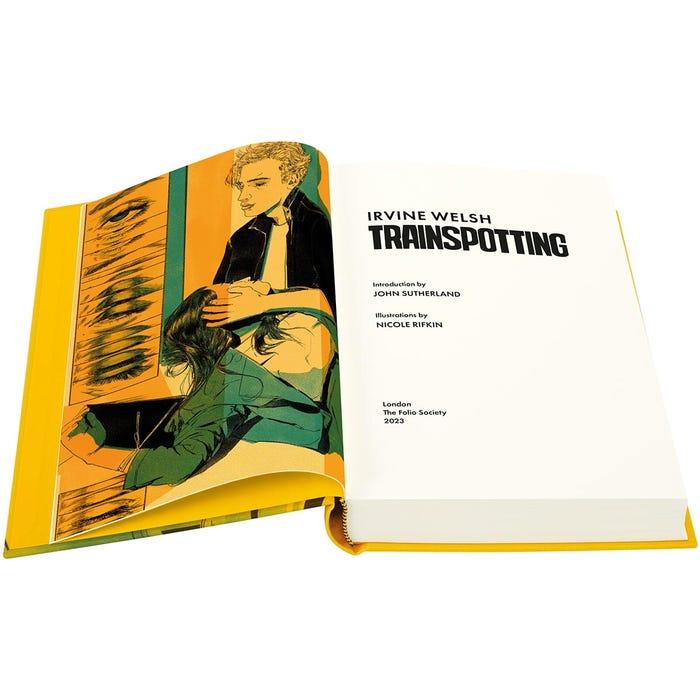 IRVINE WELSH
TRAINSPOTTING
Introduction by
JOHN SUTHERLAND
Illustrations by
NICOLE RIFKIN
London
The Folio Society
2023